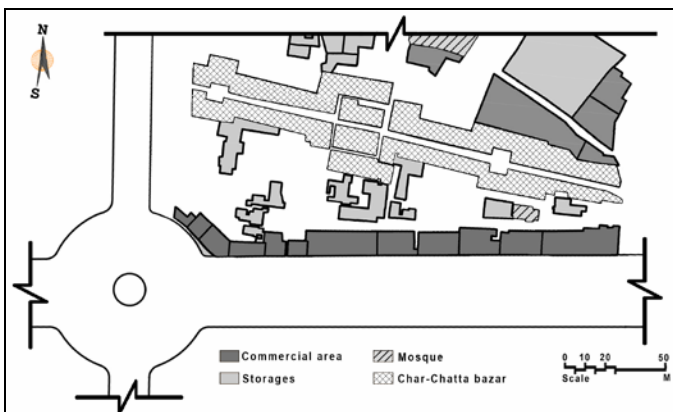 N
S
Commercial area
Mosque
Storages
Char-Chatta bazar
0 10 20 50
Scale M